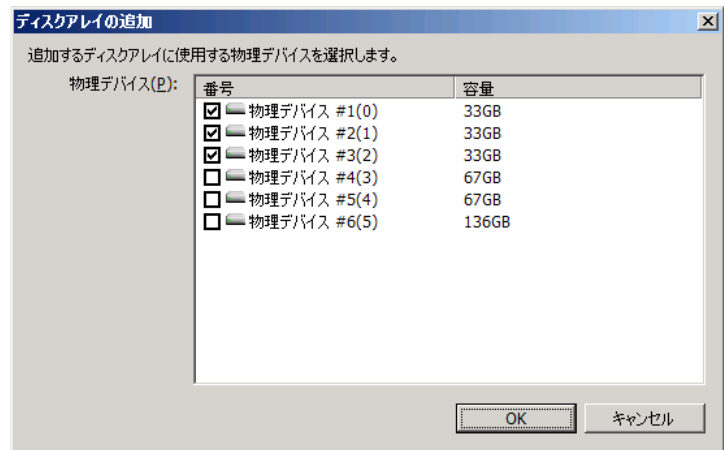 ディスクアレイの追加
追加するディスクアレイに使用する物理デバイスを選択します。
物理デバイス(P):
番号 容量
物理デバイス #1(0) 33GB
物理デバイス #2(1) 33GB
物理デバイス #3(2) 33GB
物理デバイス #4(3) 67GB
物理デバイス #5(4) 67GB
物理デバイス #6(5) 136GB
OK キャンセル